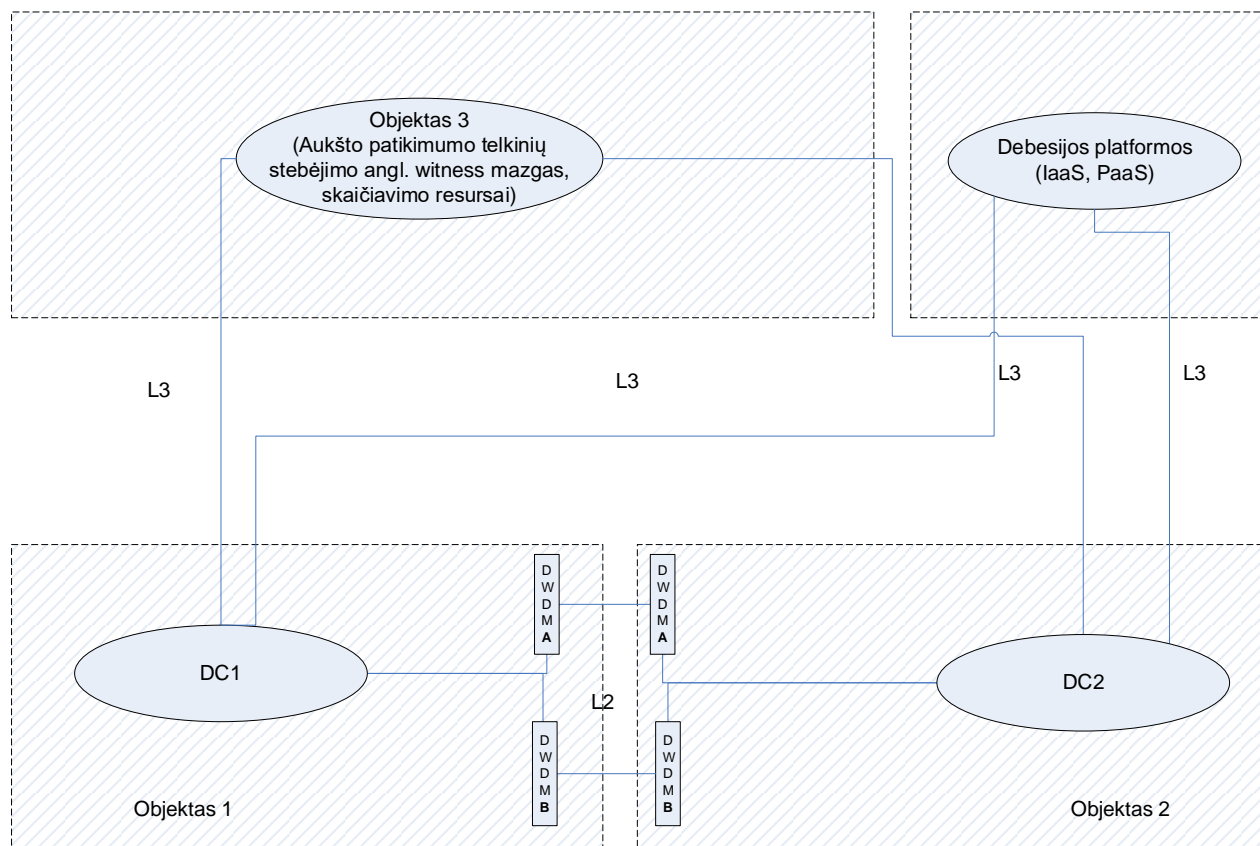 Objektas 3
(Aukšto patikimumo telkinių
stebėjimo angl. witness mazgas,
skaičiavimo resursai)
Debesijos platformos
(IaaS, PaaS)
L3
L3
L3
L3
D
W
D
M
A
D
W
D
M
A
DC1
DC2
L2
D
W
D
M
B
D
W
D
M
B
Objektas 1
Objektas 2